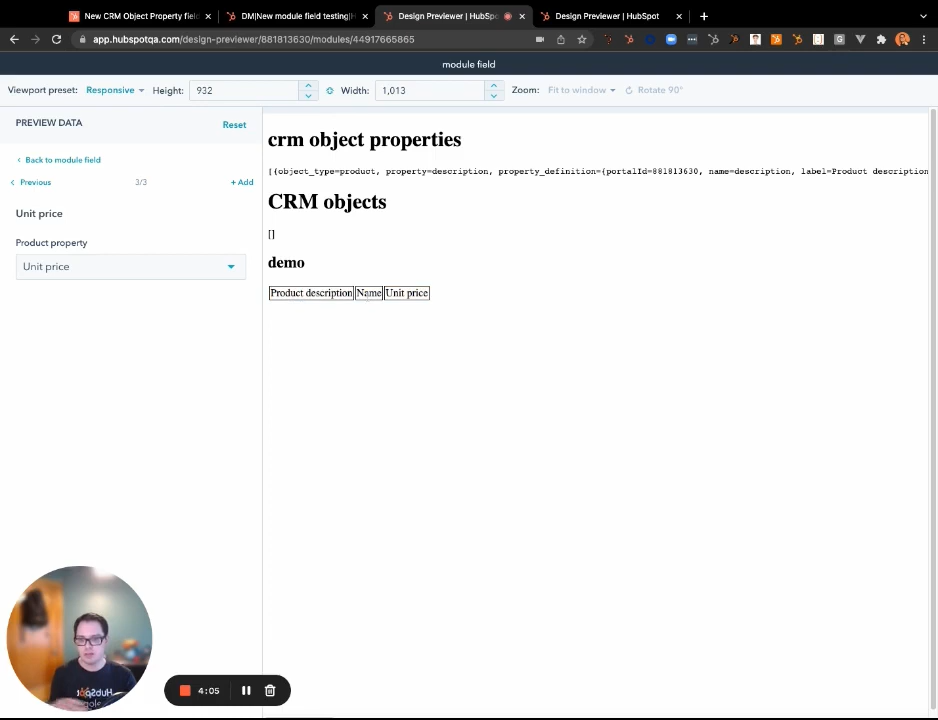 New CRM Object Property fiel
DM|New module field testing|H
Design Previewer | HubSpo
Design Previewer | HubSpot
app.hubspotqa.com/design-previewer/881813630/modules/44917665865
module field
Viewport preset: Responsive Height: 932 Width: 1,013 Zoom: Fit to window Rotate 90°
PREVIEW DATA Reset
Back to module field
Previous 3/3 + Add
Unit price
Product property
Unit price
crm object properties
[{object_type=product, property=description, property_definition={portalId=881813630, name=description, label=Product description
CRM objects
[]
demo
Product description Name Unit price
4:05